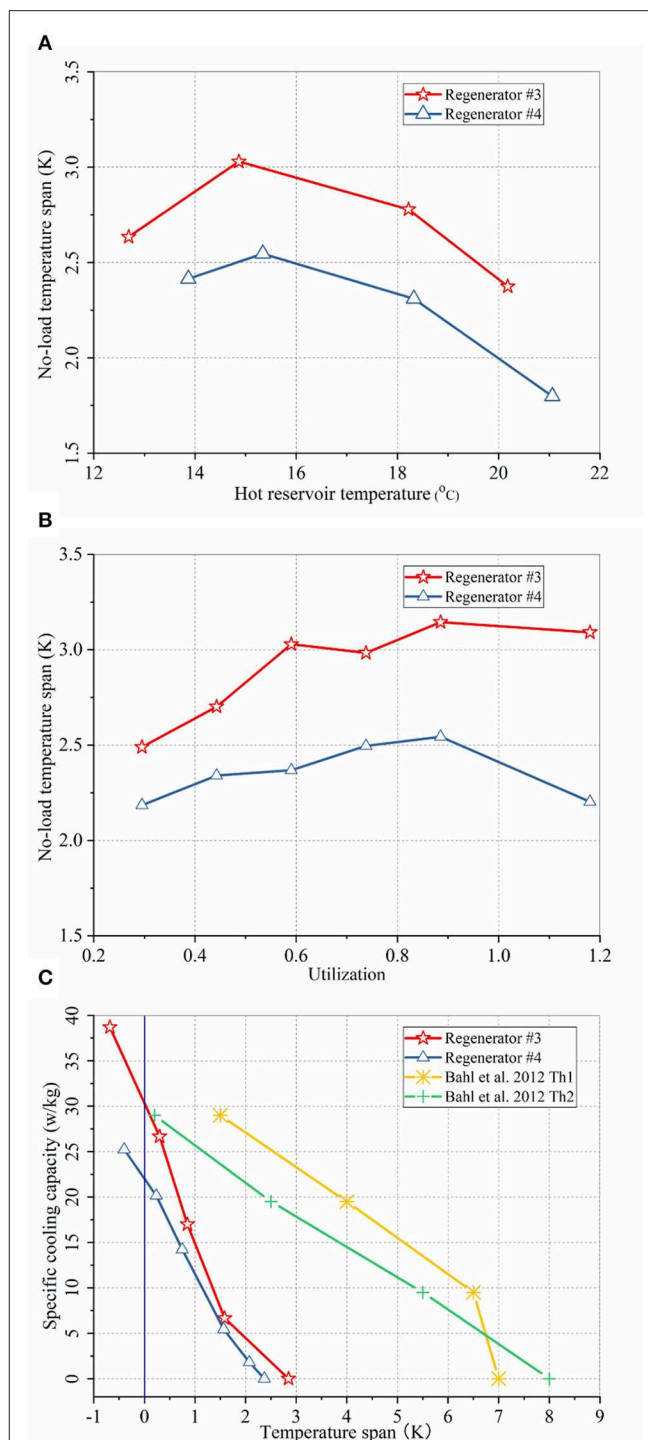 A
3.5
3.0
2.5
2.0
1.5
No-load temperature span (K)
Regenerator #3
Regenerator #4
12 14 16 18 20 22
Hot reservoir temperature (°C)
B
3.5
3.0
2.5
2.0
1.5
No-load temperature span (K)
Regenerator #3
Regenerator #4
0.2 0.4 0.6 0.8 1.0 1.2
Utilization
C
40
35
30
25
20
15
10
5
0
Specific cooling capacity (w/kg)
Regenerator #3
Regenerator #4
Bahl et al. 2012 Th1
Bahl et al. 2012 Th2
-1 0 1 2 3 4 5 6 7 8 9
Temperature span (K)